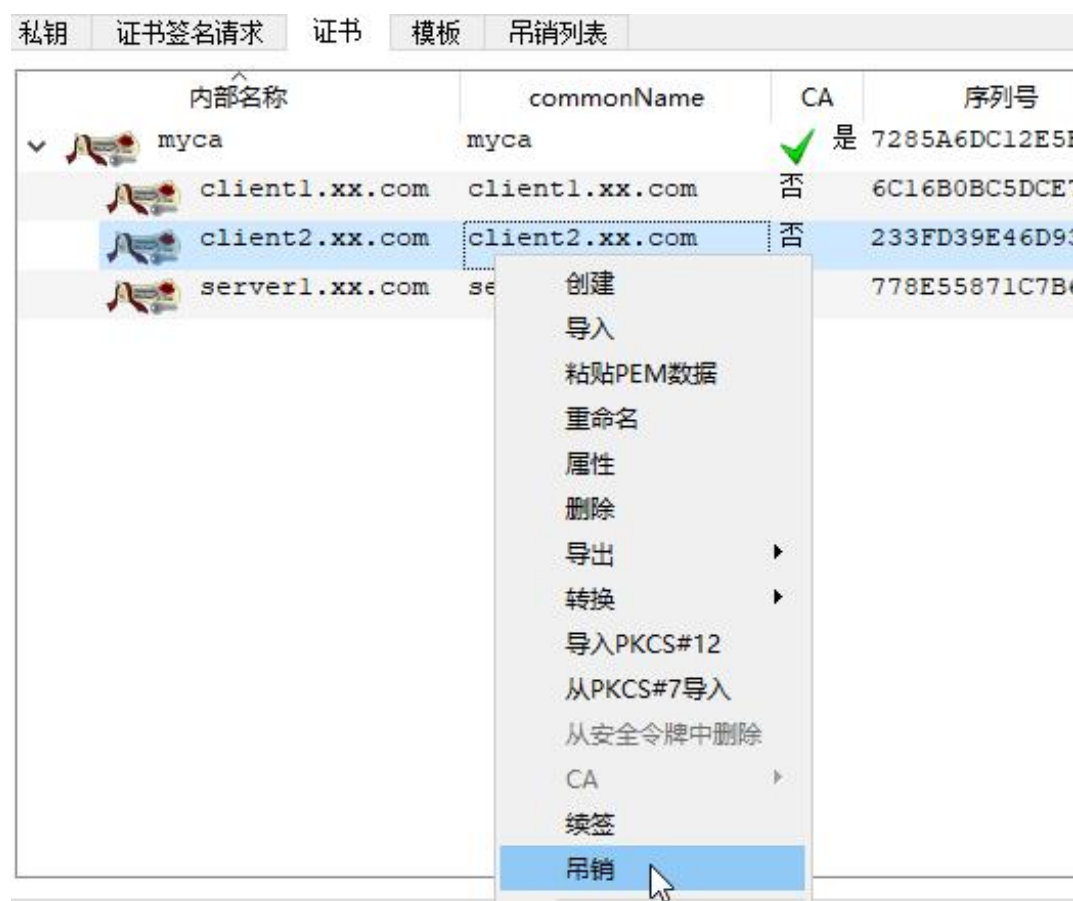 私钥 证书签名请求 证书 模板 吊销列表
内部名称 commonName CA 序列号
myca myca 是 7285A6DC12E5
client1.xx.com client1.xx.com 否 6C16B0BC5DCE
client2.xx.com client2.xx.com 否 233FD39E46D93
server1.xx.com se 778E55871C7B
创建
导入
粘贴PEM数据
重命名
属性
删除
导出
转换
导入PKCS#12
从PKCS#7导入
从安全令牌中删除
CA
续签
吊销